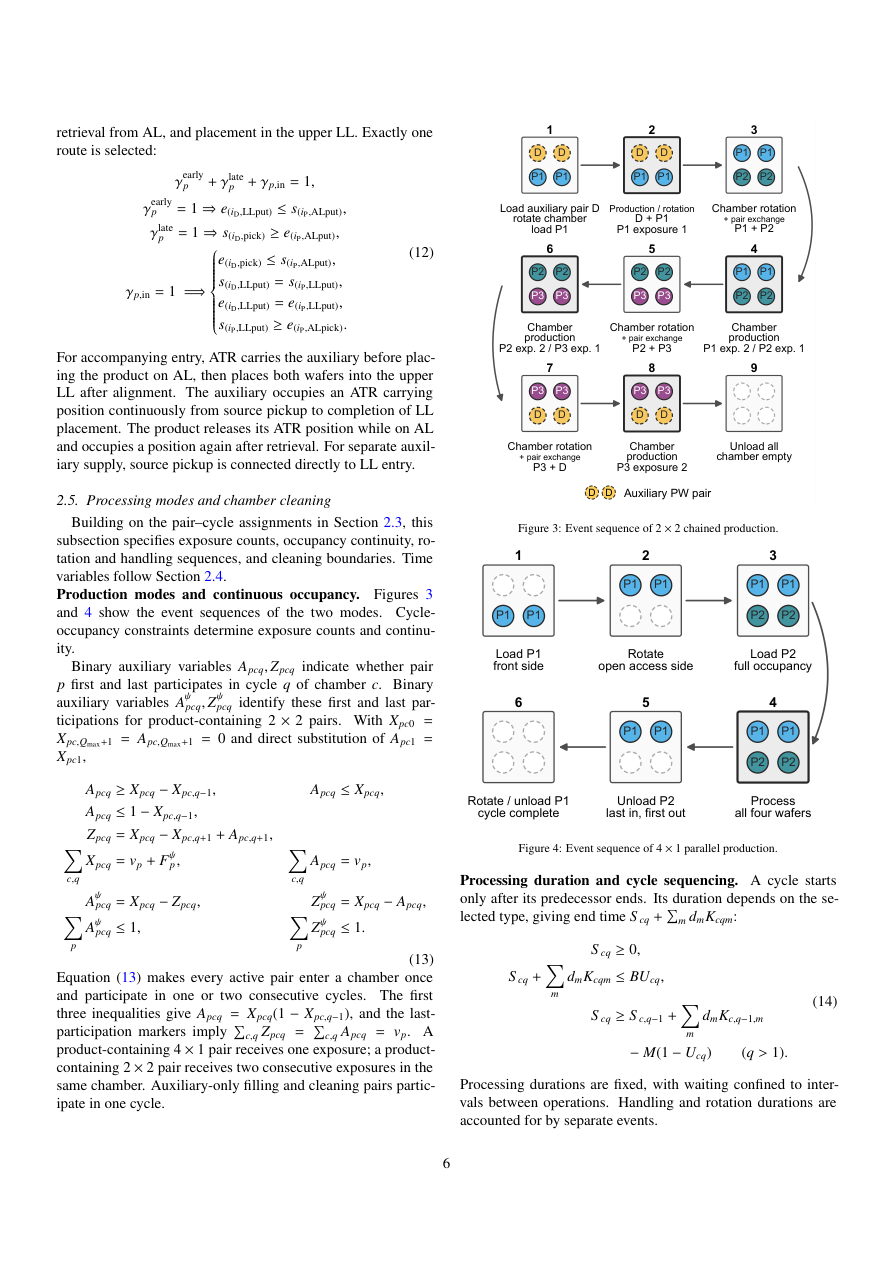 retrieval from AL, and placement in the upper LL. Exactly one
route is selected:
γ_p^early + γ_p^late + γ_{p,in} = 1,
γ_p^early = 1 ⇒ e_(i_D,LLput) ≤ s_(i_P,ALput),
γ_p^late = 1 ⇒ s_(i_D,pick) ≥ e_(i_P,ALput),
(12)
γ_{p,in} = 1 ⟹ { e_(i_D,pick) ≤ s_(i_P,ALput),
s_(i_D,LLput) = s_(i_P,LLput),
e_(i_D,LLput) = e_(i_P,LLput),
s_(i_P,LLput) ≥ e_(i_P,ALpick).
For accompanying entry, ATR carries the auxiliary before plac-
ing the product on AL, then places both wafers into the upper
LL after alignment. The auxiliary occupies an ATR carrying
position continuously from source pickup to completion of LL
placement. The product releases its ATR position while on AL
and occupies a position again after retrieval. For separate auxil-
iary supply, source pickup is connected directly to LL entry.
2.5. Processing modes and chamber cleaning
Building on the pair–cycle assignments in Section 2.3, this
subsection specifies exposure counts, occupancy continuity, ro-
tation and handling sequences, and cleaning boundaries. Time
variables follow Section 2.4.
Production modes and continuous occupancy. Figures 3
and 4 show the event sequences of the two modes. Cycle-
occupancy constraints determine exposure counts and continu-
ity.
Binary auxiliary variables A_pcq, Z_pcq indicate whether pair
p first and last participates in cycle q of chamber c. Binary
auxiliary variables A^ψ_pcq, Z^ψ_pcq identify these first and last par-
ticipations for product-containing 2 × 2 pairs. With X_pc0 =
X_pc,Qmax+1 = A_pc,Qmax+1 = 0 and direct substitution of A_pc1 =
X_pc1,
A_pcq ≥ X_pcq − X_pc,q−1, A_pcq ≤ X_pcq,
A_pcq ≤ 1 − X_pc,q−1,
Z_pcq = X_pcq − X_pc,q+1 + A_pc,q+1,
∑_{c,q} X_pcq = ν_p + F_p^ψ, ∑_{c,q} A_pcq = ν_p,
A^ψ_pcq = X_pcq − Z_pcq, Z^ψ_pcq = X_pcq − A_pcq,
∑_p A^ψ_pcq ≤ 1, ∑_p Z^ψ_pcq ≤ 1.
(13)
Equation (13) makes every active pair enter a chamber once
and participate in one or two consecutive cycles. The first
three inequalities give A_pcq = X_pcq(1 − X_pc,q−1), and the last-
participation markers imply ∑_{c,q} Z_pcq = ∑_{c,q} A_pcq = ν_p. A
product-containing 4 × 1 pair receives one exposure; a product-
containing 2 × 2 pair receives two consecutive exposures in the
same chamber. Auxiliary-only filling and cleaning pairs partic-
ipate in one cycle.
1 2 3
D D D D P1 P1
P1 P1 P1 P1 P2 P2
Load auxiliary pair D Production / rotation Chamber rotation
rotate chamber D + P1 + pair exchange
load P1 P1 exposure 1 P1 + P2
6 5 4
P2 P2 P2 P2 P1 P1
P3 P3 P3 P3 P2 P2
Chamber Chamber rotation Chamber
production + pair exchange production
P2 exp. 2 / P3 exp. 1 P2 + P3 P1 exp. 2 / P2 exp. 1
7 8 9
P3 P3 P3 P3
D D D D
Chamber rotation Chamber Unload all
+ pair exchange production chamber empty
P3 + D P3 exposure 2
D D Auxiliary PW pair
Figure 3: Event sequence of 2 × 2 chained production.
1 2 3
P1 P1 P1 P1
P1 P1 P2 P2
Load P1 Rotate Load P2
front side open access side full occupancy
6 5 4
P1 P1 P1 P1
P2 P2
Rotate / unload P1 Unload P2 Process
cycle complete last in, first out all four wafers
Figure 4: Event sequence of 4 × 1 parallel production.
Processing duration and cycle sequencing. A cycle starts
only after its predecessor ends. Its duration depends on the se-
lected type, giving end time S_cq + ∑_m d_m K_cqm:
S_cq ≥ 0,
S_cq + ∑_m d_m K_cqm ≤ BU_cq,
S_cq ≥ S_c,q−1 + ∑_m d_m K_c,q−1,m
(14)
− M(1 − U_cq) (q > 1).
Processing durations are fixed, with waiting confined to inter-
vals between operations. Handling and rotation durations are
accounted for by separate events.
6